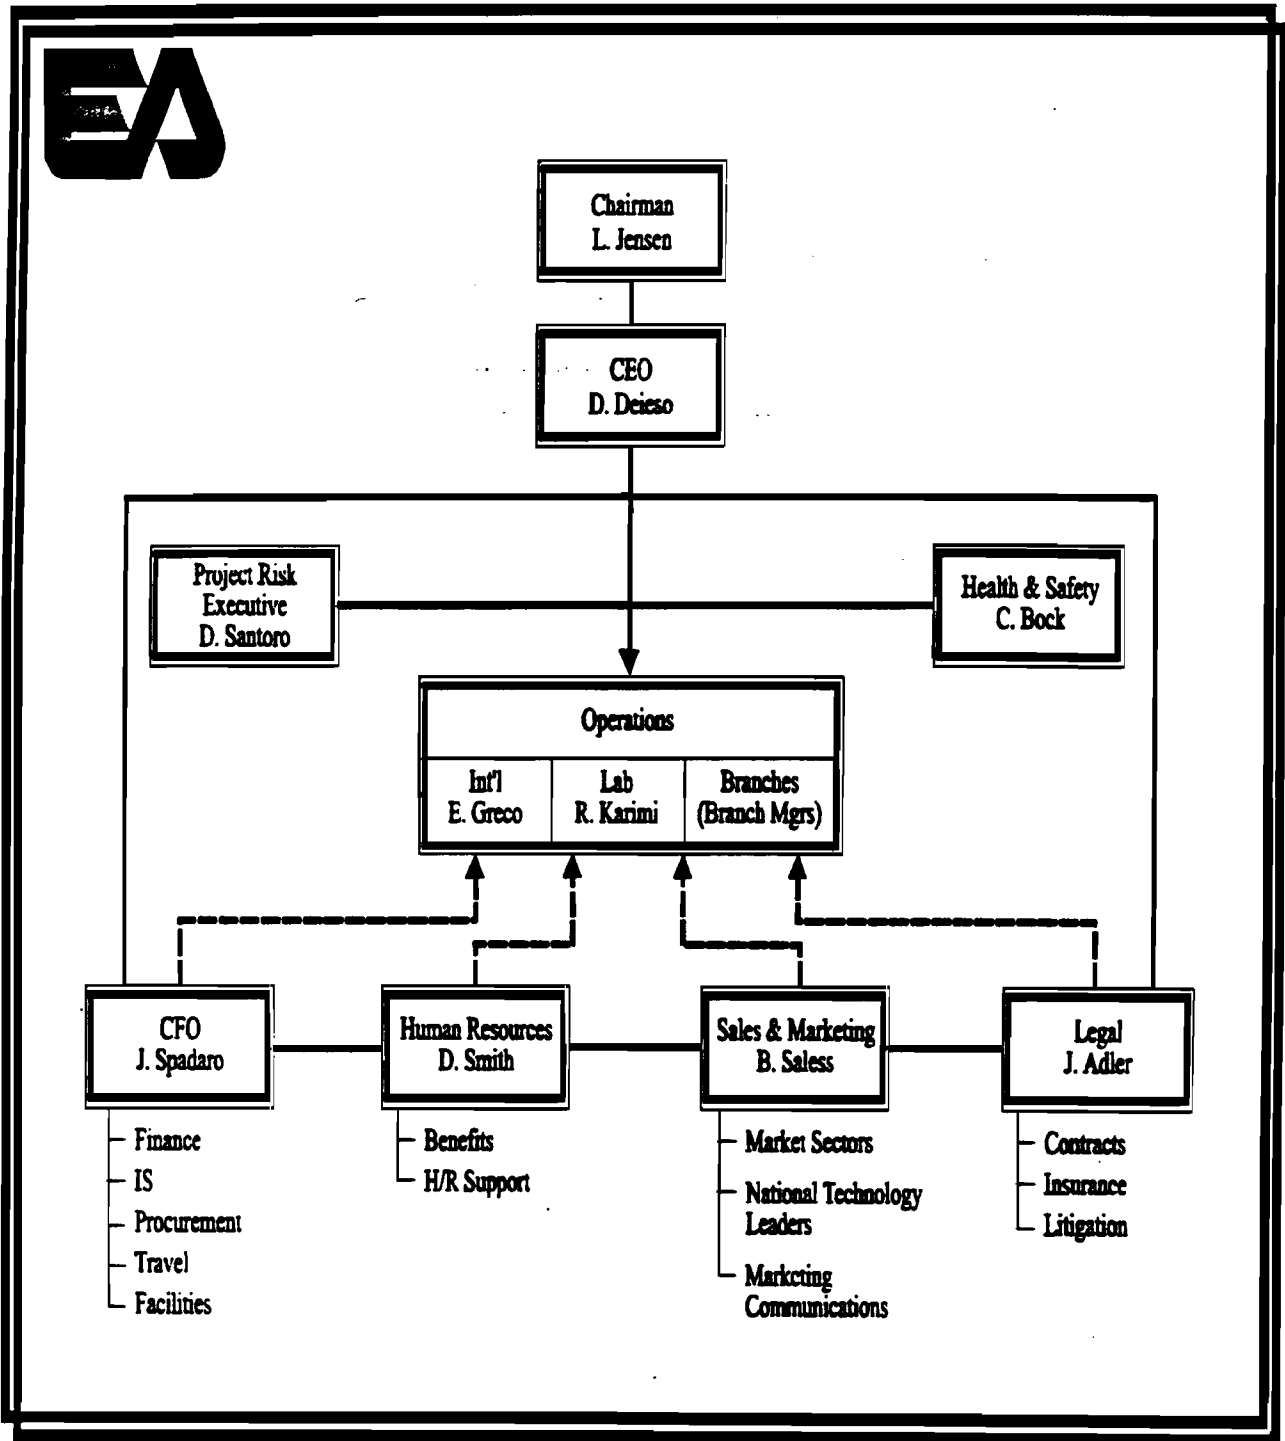 EA
Chairman
L. Jensen
CEO
D. Deieso
Project Risk
Executive
D. Santoro
Health & Safety
C. Bock
Operations
Int'l
E. Greco
Lab
R. Karimi
Branches
(Branch Mgrs)
CFO
J. Spadaro
Human Resources
D. Smith
Sales & Marketing
B. Saless
Legal
J. Adler
Finance
IS
Procurement
Travel
Facilities
Benefits
H/R Support
Market Sectors
National Technology
Leaders
Marketing
Communications
Contracts
Insurance
Litigation